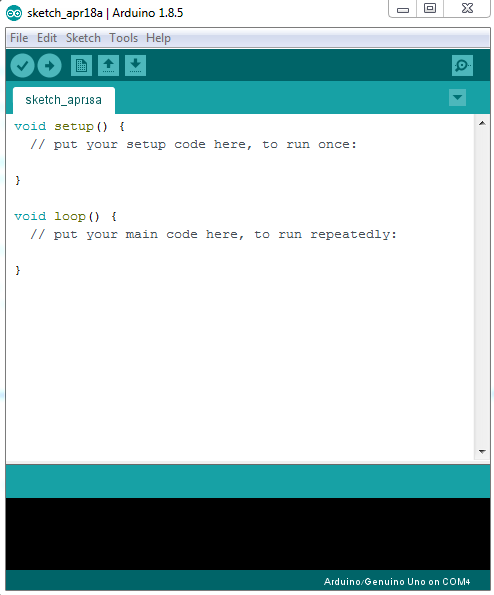 sketch_apr18a | Arduino 1.8.5
File Edit Sketch Tools Help
sketch_apr18a
void setup() {
  // put your setup code here, to run once:
}
void loop() {
  // put your main code here, to run repeatedly:
}
Arduino/Genuino Uno on COM4